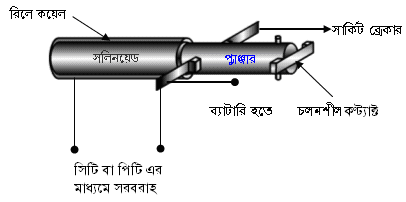 রিলে কয়েল
সার্কিট ব্রেকার
সলিনয়েড
প্লাঞ্জার
ব্যাটারি হতে
চলনশীল কন্ট্যাক্ট
সিটি বা পিটি এর
মাধ্যমে সরবরাহ